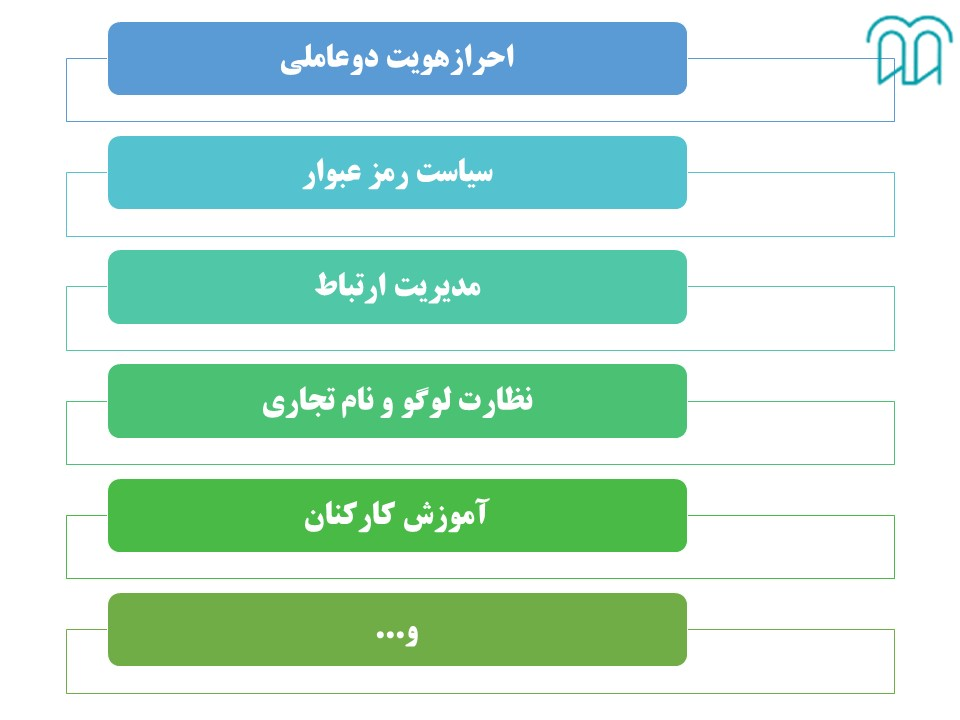 احرازهویت دوعاملی
سیاست رمز عبوار
مدیریت ارتباط
نظارت لوگو و نام تجاری
آموزش کارکنان
و...